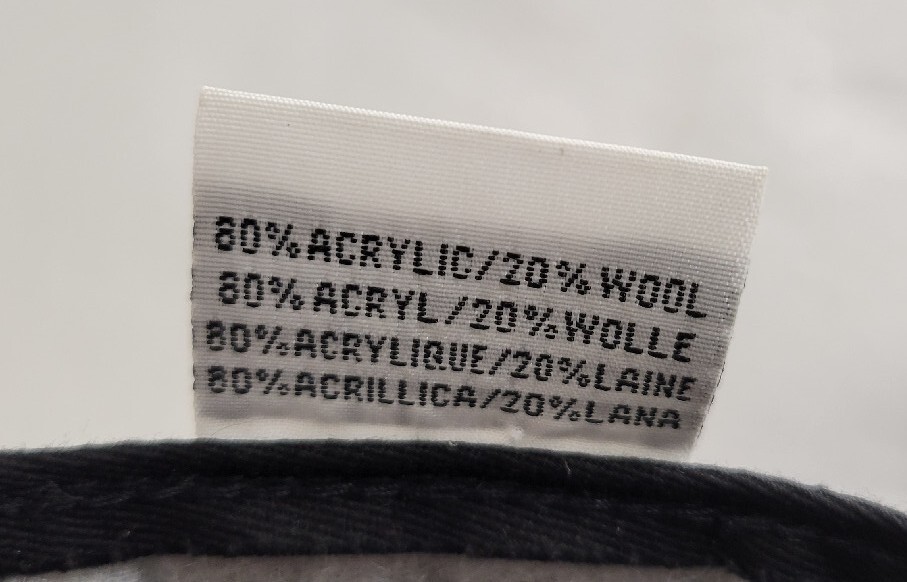 80%ACRYLIC/20%WOOL
80%ACRYL/20%WOLLE
80%ACRYLIQUE/20%LAINE
80%ACRILLICA/20%LANA